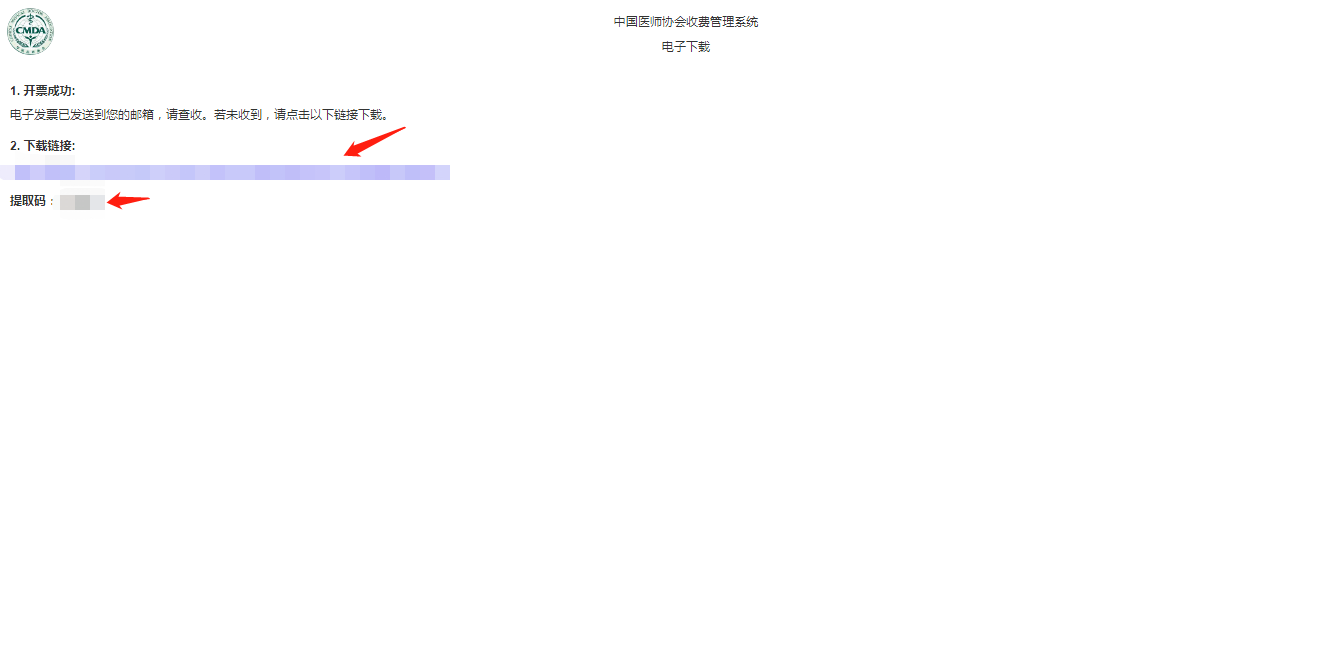 CMDA
中国医师协会收费管理系统
电子下载
1. 开票成功:
电子发票已发送到您的邮箱，请查收。若未收到，请点击以下链接下载。
2. 下载链接:
提取码：